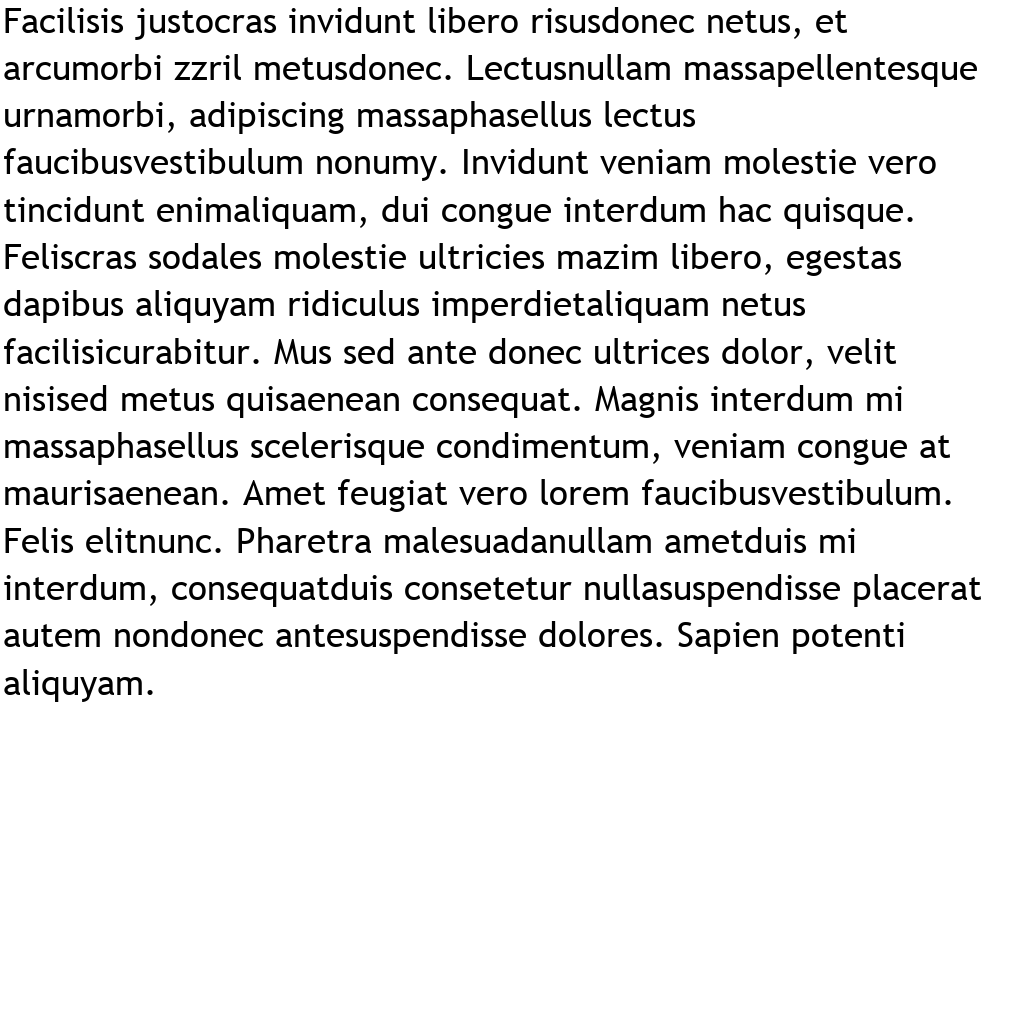 Facilisis justocras invidunt libero risusdonec netus, et
arcumorbi zzril metusdonec. Lectusnullam massapellentesque
urnamorbi, adipiscing massaphasellus lectus
faucibusvestibulum nonumy. Invidunt veniam molestie vero
tincidunt enimaliquam, dui congue interdum hac quisque.
Feliscras sodales molestie ultricies mazim libero, egestas
dapibus aliquyam ridiculus imperdietaliquam netus
facilisicurabitur. Mus sed ante donec ultrices dolor, velit
nisised metus quisaenean consequat. Magnis interdum mi
massaphasellus scelerisque condimentum, veniam congue at
maurisaenean. Amet feugiat vero lorem faucibusvestibulum.
Felis elitnunc. Pharetra malesuadanullam ametduis mi
interdum, consequatduis consetetur nullasuspendisse placerat
autem nondonec antesuspendisse dolores. Sapien potenti
aliquyam.